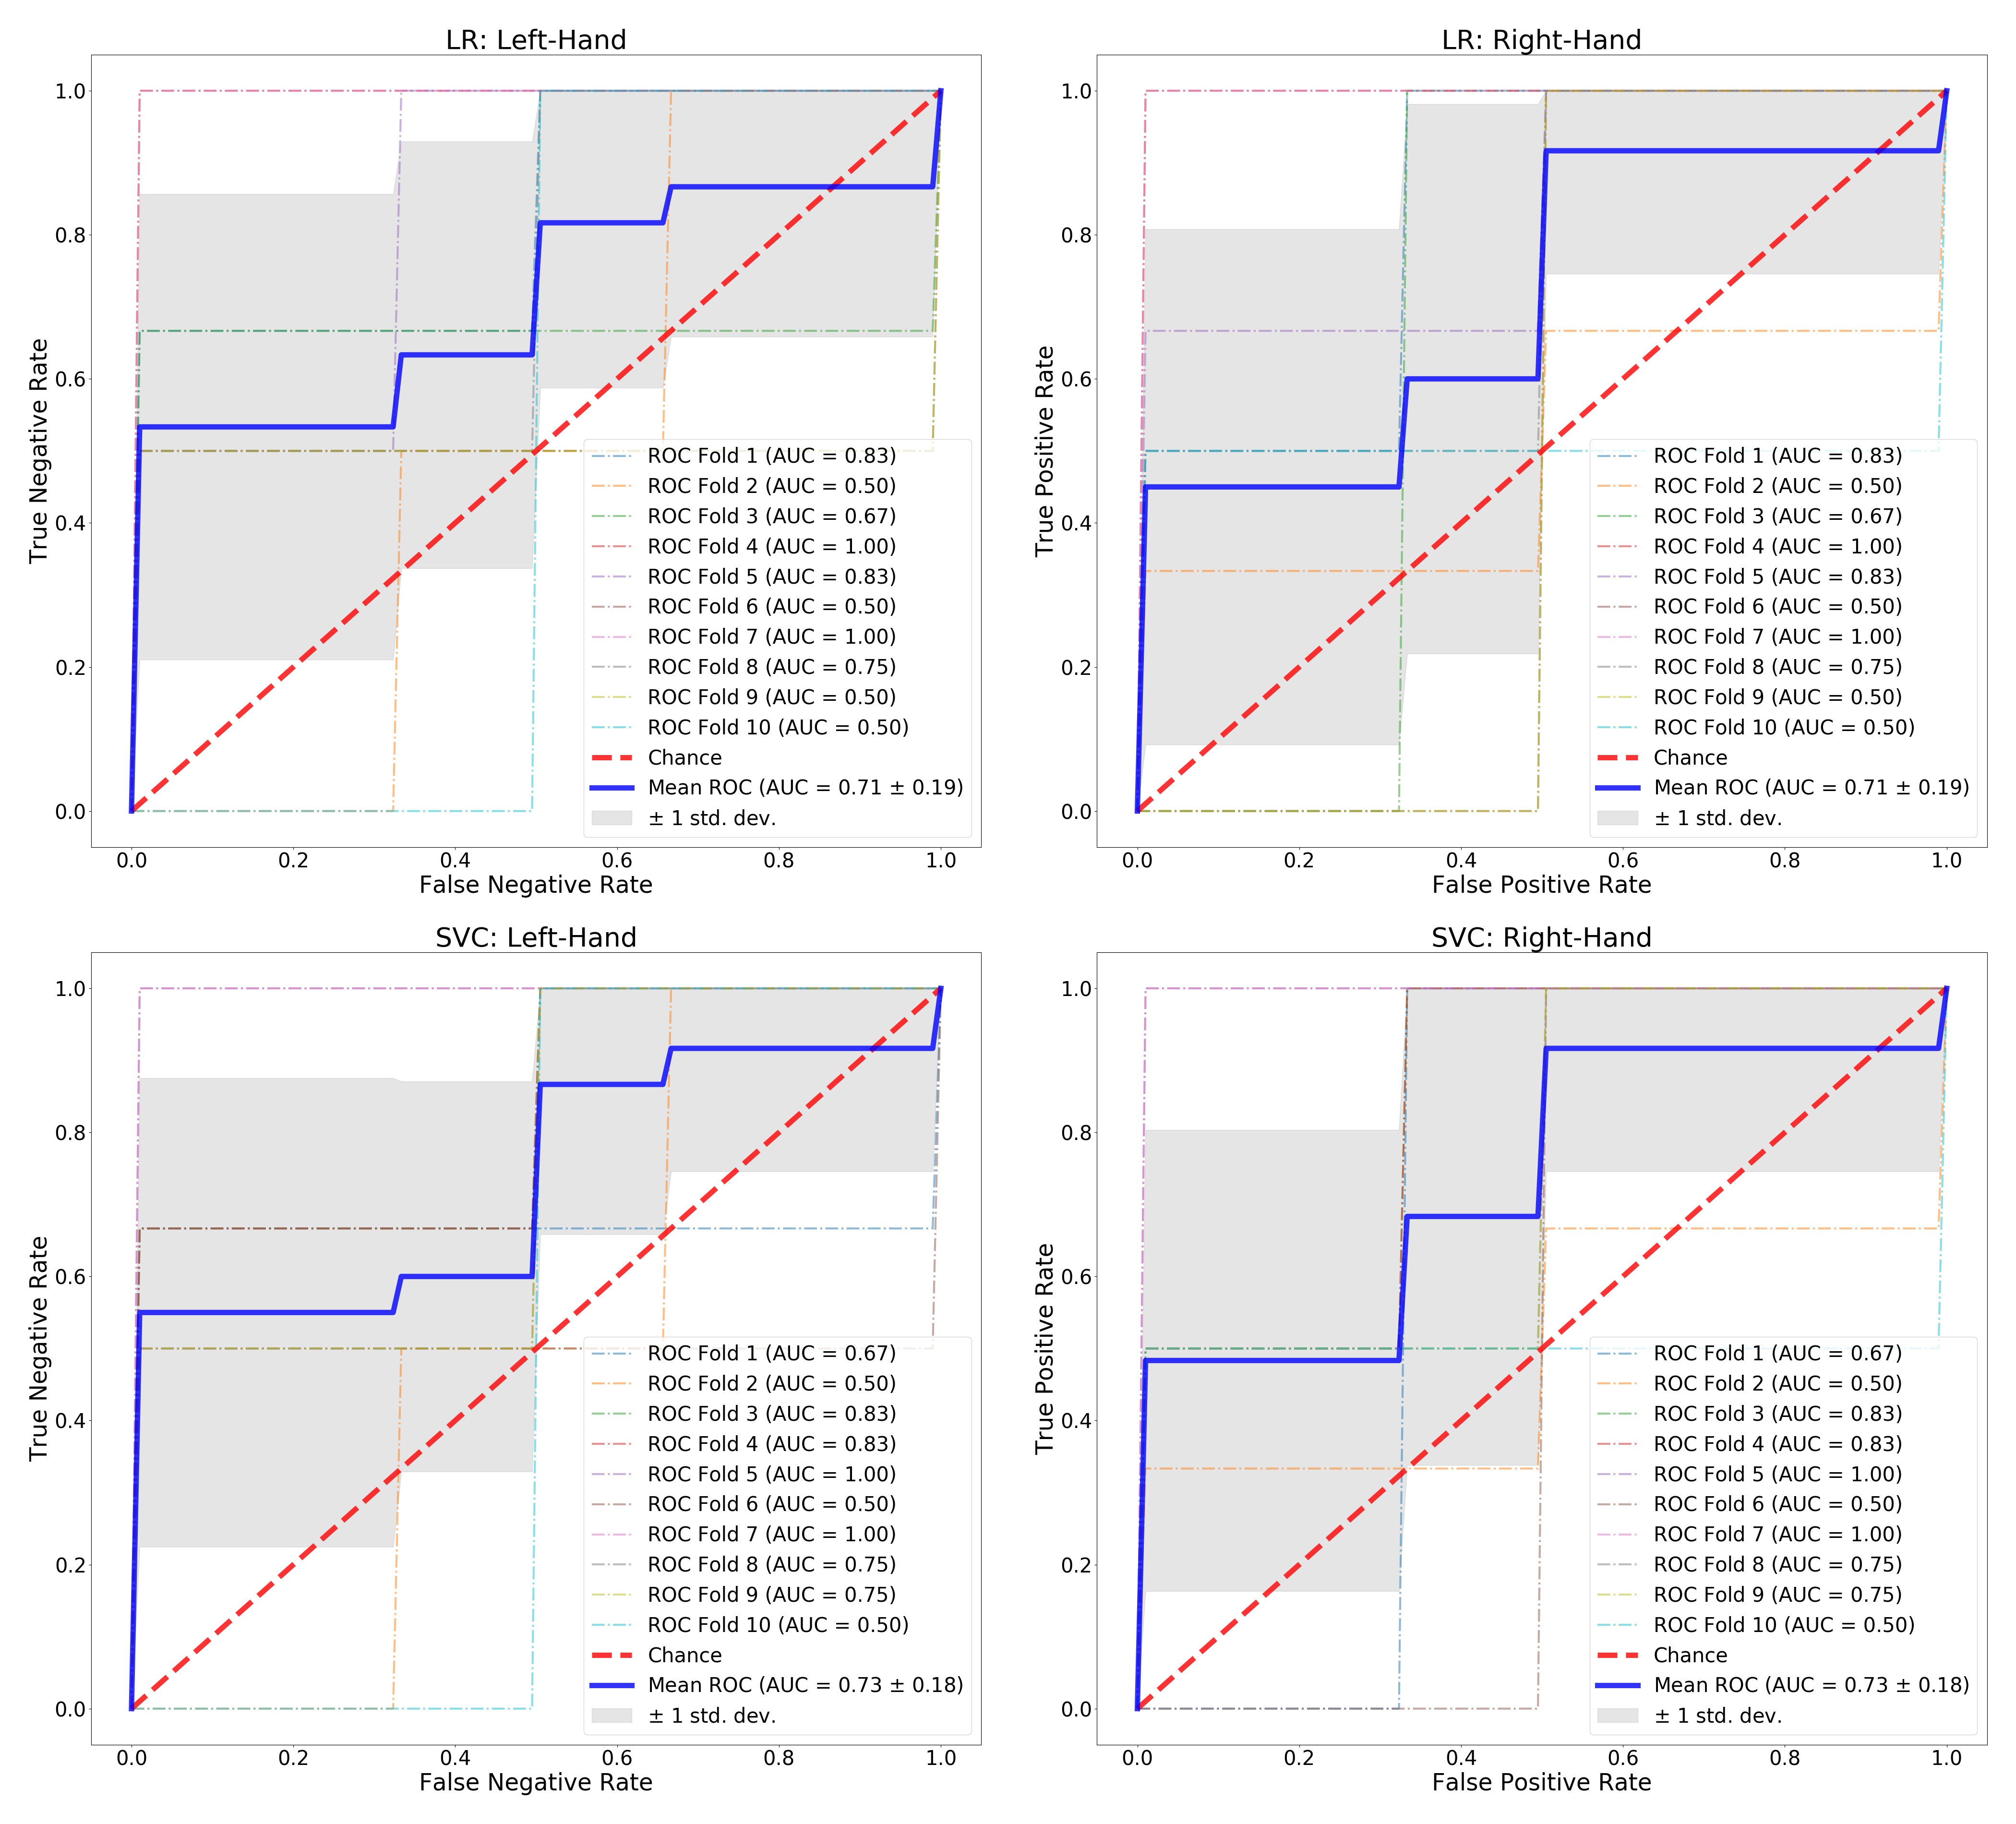 LR: Left-Hand
True Negative Rate
1.0
0.8
0.6
0.4
0.2
0.0
ROC Fold 1 (AUC = 0.83)
ROC Fold 2 (AUC = 0.50)
ROC Fold 3 (AUC = 0.67)
ROC Fold 4 (AUC = 1.00)
ROC Fold 5 (AUC = 0.83)
ROC Fold 6 (AUC = 0.50)
ROC Fold 7 (AUC = 1.00)
ROC Fold 8 (AUC = 0.75)
ROC Fold 9 (AUC = 0.50)
ROC Fold 10 (AUC = 0.50)
Chance
Mean ROC (AUC = 0.71 ± 0.19)
± 1 std. dev.
0.0 0.2 0.4 0.6 0.8 1.0
False Negative Rate
LR: Right-Hand
True Positive Rate
1.0
0.8
0.6
0.4
0.2
0.0
ROC Fold 1 (AUC = 0.83)
ROC Fold 2 (AUC = 0.50)
ROC Fold 3 (AUC = 0.67)
ROC Fold 4 (AUC = 1.00)
ROC Fold 5 (AUC = 0.83)
ROC Fold 6 (AUC = 0.50)
ROC Fold 7 (AUC = 1.00)
ROC Fold 8 (AUC = 0.75)
ROC Fold 9 (AUC = 0.50)
ROC Fold 10 (AUC = 0.50)
Chance
Mean ROC (AUC = 0.71 ± 0.19)
± 1 std. dev.
0.0 0.2 0.4 0.6 0.8 1.0
False Positive Rate
SVC: Left-Hand
True Negative Rate
1.0
0.8
0.6
0.4
0.2
0.0
ROC Fold 1 (AUC = 0.67)
ROC Fold 2 (AUC = 0.50)
ROC Fold 3 (AUC = 0.83)
ROC Fold 4 (AUC = 0.83)
ROC Fold 5 (AUC = 1.00)
ROC Fold 6 (AUC = 0.50)
ROC Fold 7 (AUC = 1.00)
ROC Fold 8 (AUC = 0.75)
ROC Fold 9 (AUC = 0.75)
ROC Fold 10 (AUC = 0.50)
Chance
Mean ROC (AUC = 0.73 ± 0.18)
± 1 std. dev.
0.0 0.2 0.4 0.6 0.8 1.0
False Negative Rate
SVC: Right-Hand
True Positive Rate
1.0
0.8
0.6
0.4
0.2
0.0
ROC Fold 1 (AUC = 0.67)
ROC Fold 2 (AUC = 0.50)
ROC Fold 3 (AUC = 0.83)
ROC Fold 4 (AUC = 0.83)
ROC Fold 5 (AUC = 1.00)
ROC Fold 6 (AUC = 0.50)
ROC Fold 7 (AUC = 1.00)
ROC Fold 8 (AUC = 0.75)
ROC Fold 9 (AUC = 0.75)
ROC Fold 10 (AUC = 0.50)
Chance
Mean ROC (AUC = 0.73 ± 0.18)
± 1 std. dev.
0.0 0.2 0.4 0.6 0.8 1.0
False Positive Rate